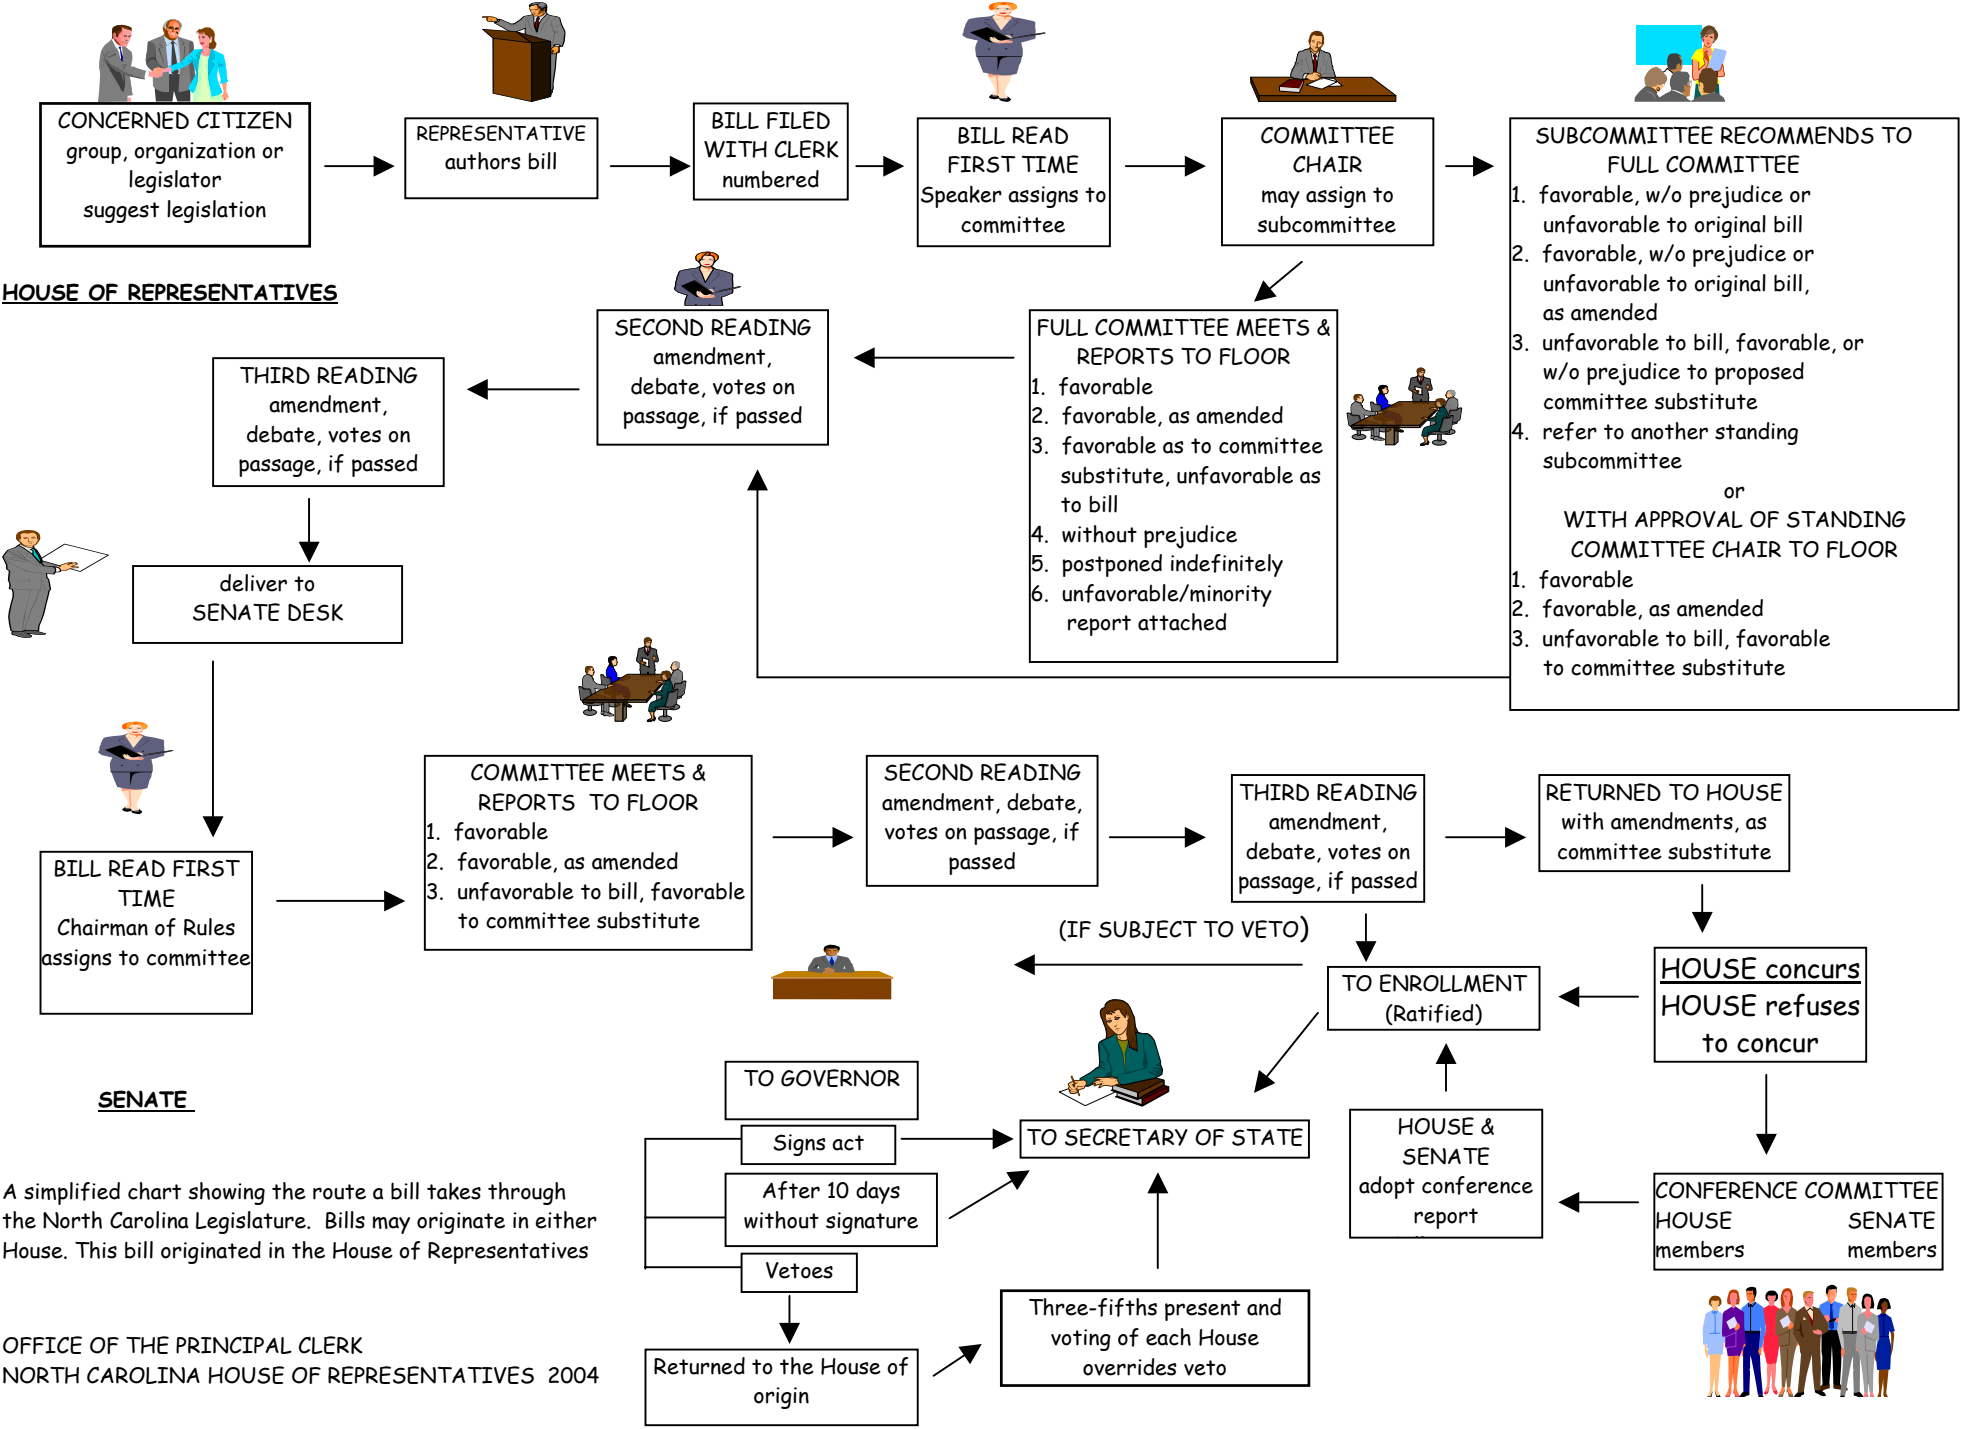 CONCERNED CITIZEN
group, organization or
legislator
suggest legislation
REPRESENTATIVE
authors bill
BILL FILED
WITH CLERK
numbered
BILL READ
FIRST TIME
Speaker assigns to
committee
COMMITTEE
CHAIR
may assign to
subcommittee
SUBCOMMITTEE RECOMMENDS TO
FULL COMMITTEE
1. favorable, w/o prejudice or
unfavorable to original bill
2. favorable, w/o prejudice or
unfavorable to original bill,
as amended
3. unfavorable to bill, favorable, or
w/o prejudice to proposed
committee substitute
4. refer to another standing
subcommittee
or
WITH APPROVAL OF STANDING
COMMITTEE CHAIR TO FLOOR
1. favorable
2. favorable, as amended
3. unfavorable to bill, favorable
to committee substitute
HOUSE OF REPRESENTATIVES
FULL COMMITTEE MEETS &
REPORTS TO FLOOR
1. favorable
2. favorable, as amended
3. favorable as to committee
substitute, unfavorable as
to bill
4. without prejudice
5. postponed indefinitely
6. unfavorable/minority
report attached
SECOND READING
amendment,
debate, votes on
passage, if passed
THIRD READING
amendment,
debate, votes on
passage, if passed
deliver to
SENATE DESK
BILL READ FIRST
TIME
Chairman of Rules
assigns to committee
COMMITTEE MEETS &
REPORTS TO FLOOR
1. favorable
2. favorable, as amended
3. unfavorable to bill, favorable
to committee substitute
SECOND READING
amendment, debate,
votes on passage, if
passed
THIRD READING
amendment,
debate, votes on
passage, if passed
RETURNED TO HOUSE
with amendments, as
committee substitute
HOUSE concurs
HOUSE refuses
to concur
(IF SUBJECT TO VETO)
TO ENROLLMENT
(Ratified)
CONFERENCE COMMITTEE
HOUSE SENATE
members members
HOUSE &
SENATE
adopt conference
report
SENATE
TO GOVERNOR
Signs act
After 10 days
without signature
Vetoes
TO SECRETARY OF STATE
Returned to the House of
origin
Three-fifths present and
voting of each House
overrides veto
A simplified chart showing the route a bill takes through
the North Carolina Legislature. Bills may originate in either
House. This bill originated in the House of Representatives
OFFICE OF THE PRINCIPAL CLERK
NORTH CAROLINA HOUSE OF REPRESENTATIVES 2004